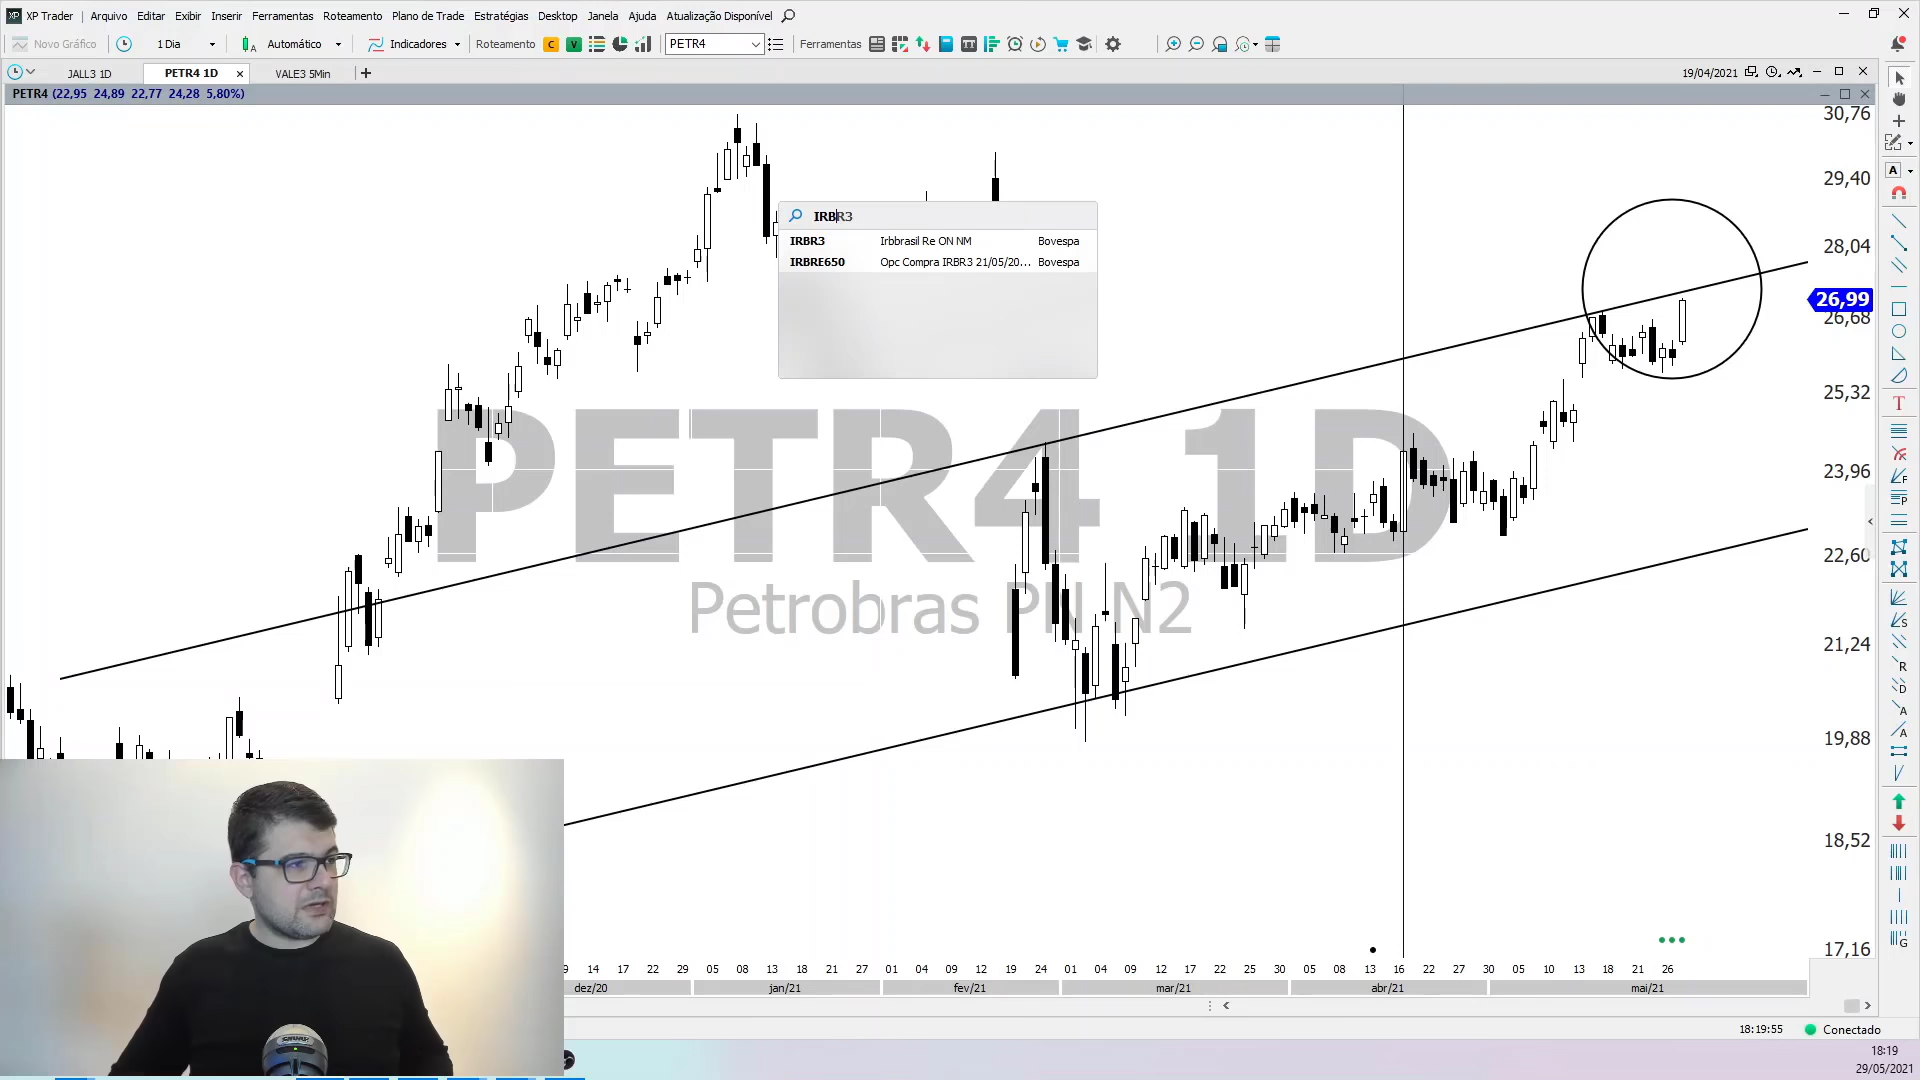 XP Trader Arquivo Editar Exibir Inserir Ferramentas Roteamento Plano de Trade Estratégias Desktop Janela Ajuda Atualização Disponível
Novo Gráfico 1 Dia Automático Indicadores Roteamento C V PETR4 Ferramentas
JALL3 1D PETR4 1D VALE3 5Min 19/04/2021
PETR4 (22,95 24,89 22,77 24,28 5,80%)
30,76
29,40
28,04
26,99
26,68
25,32
23,96
22,60
21,24
19,88
18,52
17,16
IRBR3
IRBR3 Irbbrasil Re ON NM Bovespa
IRBRE650 Opc Compra IRBR3 21/05/20... Bovespa
PETR4 1D
Petrobras PN N2
SHURE
9 14 17 22 29 05 08 13 18 21 27 01 04 09 12 19 24 01 04 09 12 17 22 25 30 05 08 13 16 22 27 30 05 10 13 18 21 26
dez/20 jan/21 fev/21 mar/21 abr/21 mai/21
18:19:55 Conectado
18:19
29/05/2021